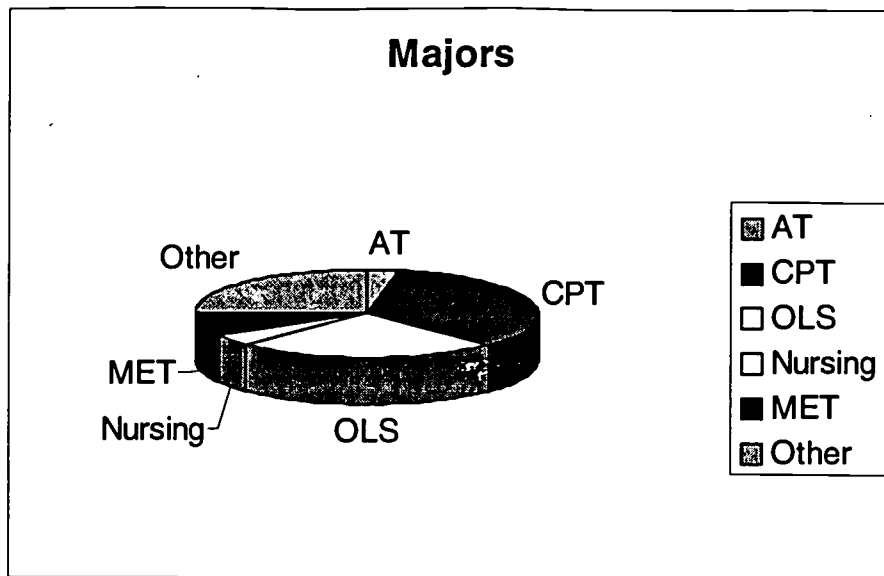 Majors
AT
Other
CPT
MET
Nursing
OLS
AT
CPT
OLS
Nursing
MET
Other